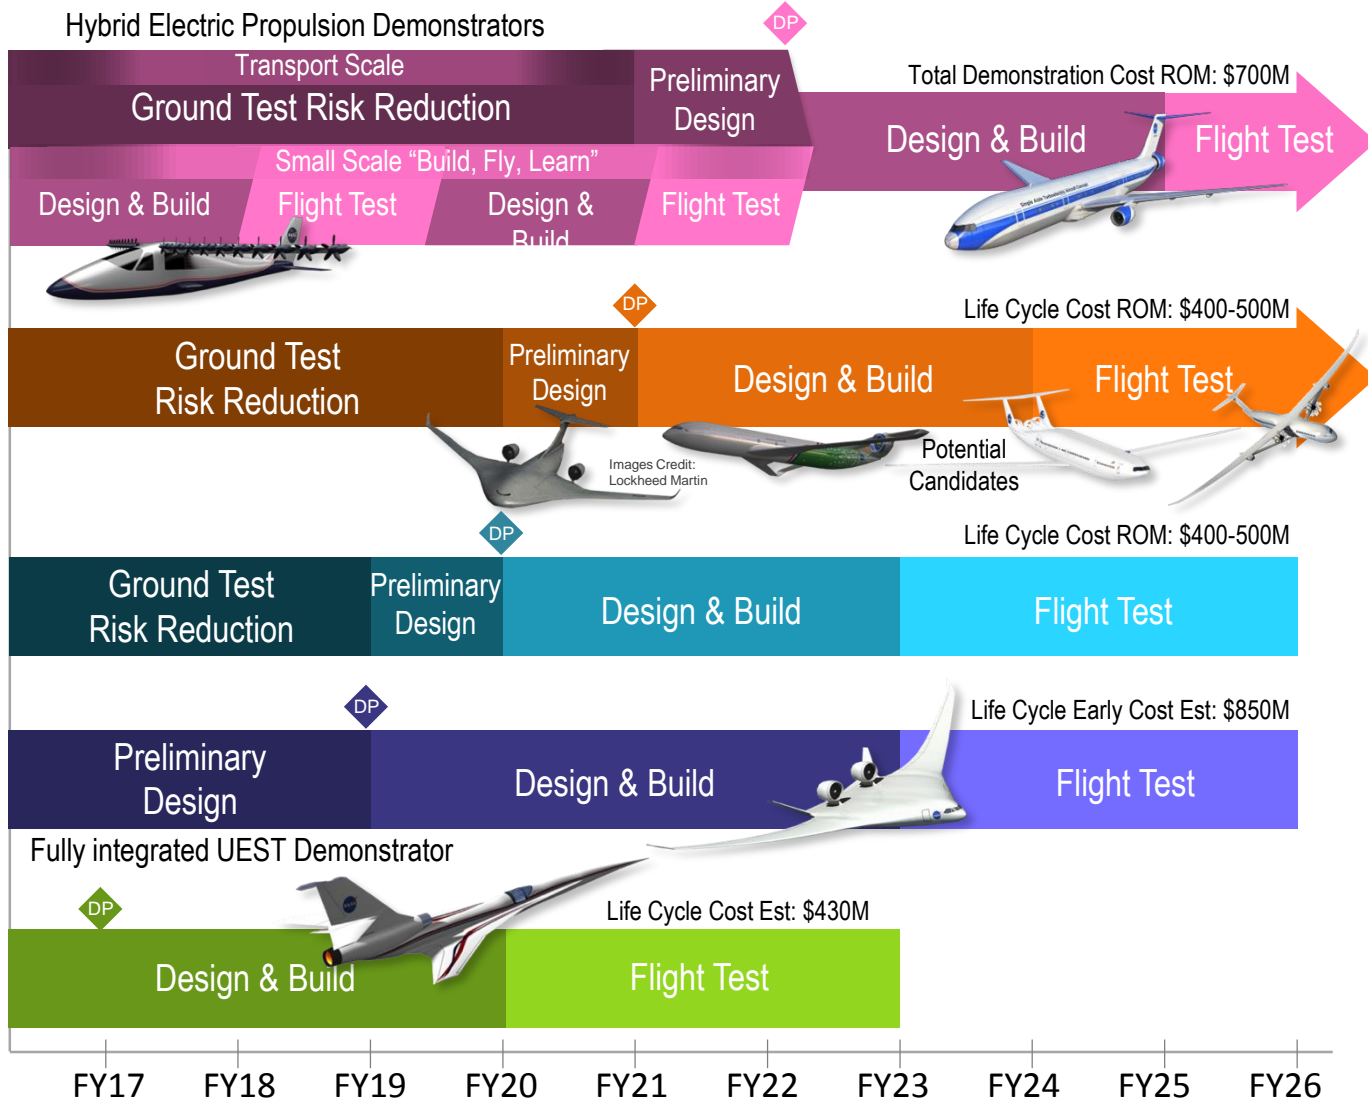 Hybrid Electric Propulsion Demonstrators
DP
Transport Scale
Ground Test Risk Reduction
Preliminary
Design
Total Demonstration Cost ROM: $700M
Design & Build
Flight Test
Small Scale “Build, Fly, Learn”
Design & Build
Flight Test
Design &
Build
Flight Test
DP
Life Cycle Cost ROM: $400-500M
Ground Test
Risk Reduction
Preliminary
Design
Design & Build
Flight Test
Images Credit:
Lockheed Martin
Potential
Candidates
DP
Life Cycle Cost ROM: $400-500M
Ground Test
Risk Reduction
Preliminary
Design
Design & Build
Flight Test
DP
Life Cycle Early Cost Est: $850M
Preliminary
Design
Design & Build
Flight Test
Fully integrated UEST Demonstrator
DP
Life Cycle Cost Est: $430M
Design & Build
Flight Test
FY17 FY18 FY19 FY20 FY21 FY22 FY23 FY24 FY25 FY26